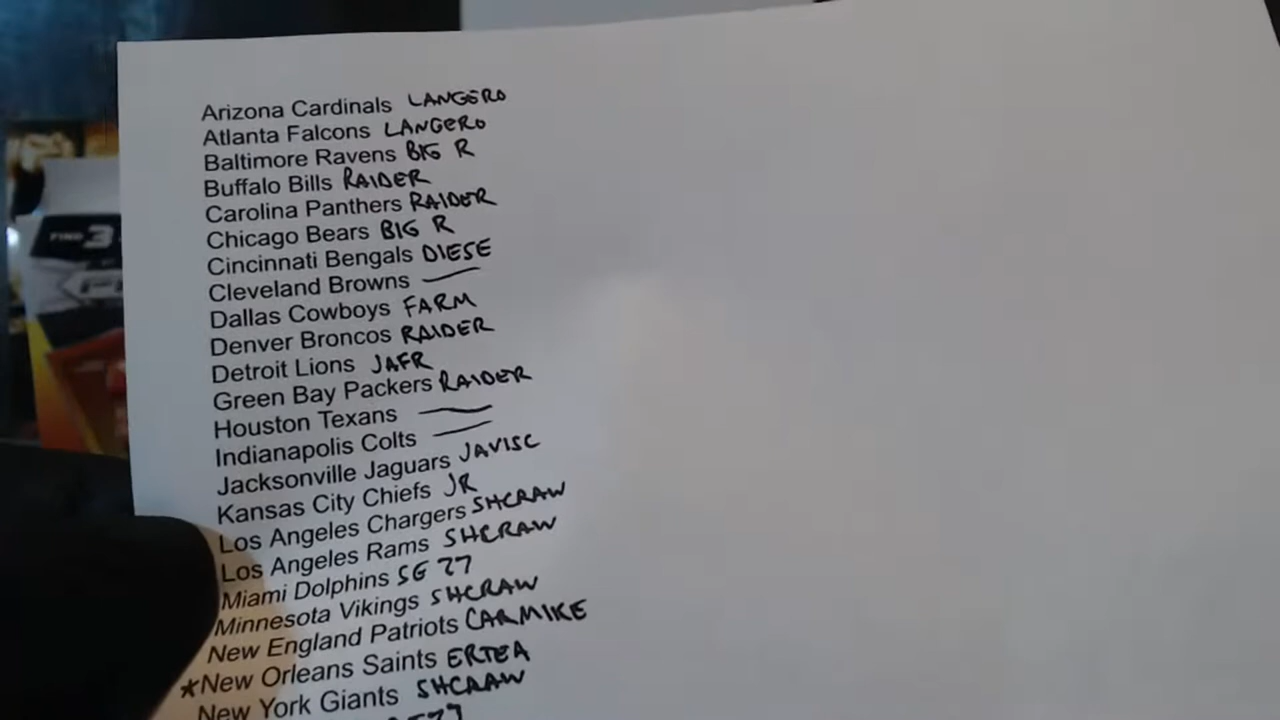 Arizona Cardinals LANGERO
Atlanta Falcons LANGERO
Baltimore Ravens BIG R
Buffalo Bills RAIDER
Carolina Panthers RAIDER
Chicago Bears BIG R
Cincinnati Bengals DIESE
Cleveland Browns —
Dallas Cowboys FARM
Denver Broncos RAIDER
Detroit Lions JAFR
Green Bay Packers RAIDER
Houston Texans —
Indianapolis Colts —
Jacksonville Jaguars JAVISC
Kansas City Chiefs JR
Los Angeles Chargers SHCRAW
Los Angeles Rams SHCRAW
Miami Dolphins SG 77
Minnesota Vikings SHCRAW
New England Patriots CARMIKE
*New Orleans Saints ERTEA
New York Giants SHCRAW
FIND 3